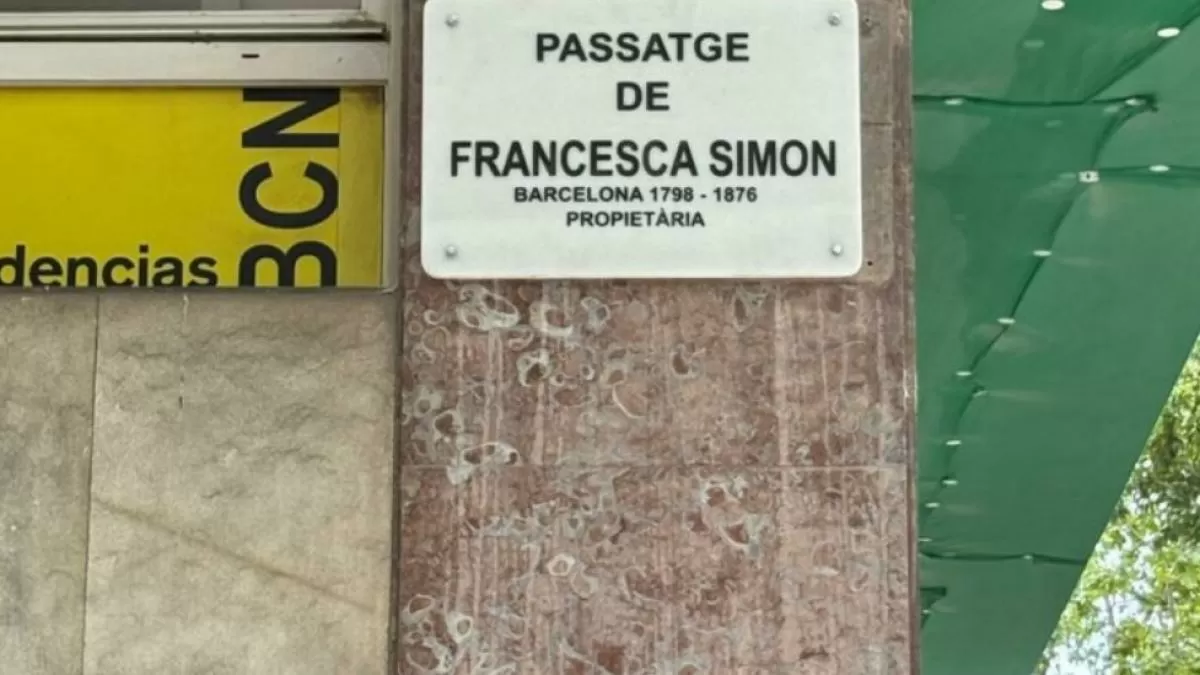 PASSATGE
DE
FRANCESCA SIMON
BARCELONA 1798 - 1876
PROPIETÀRIA
BCN
dencias